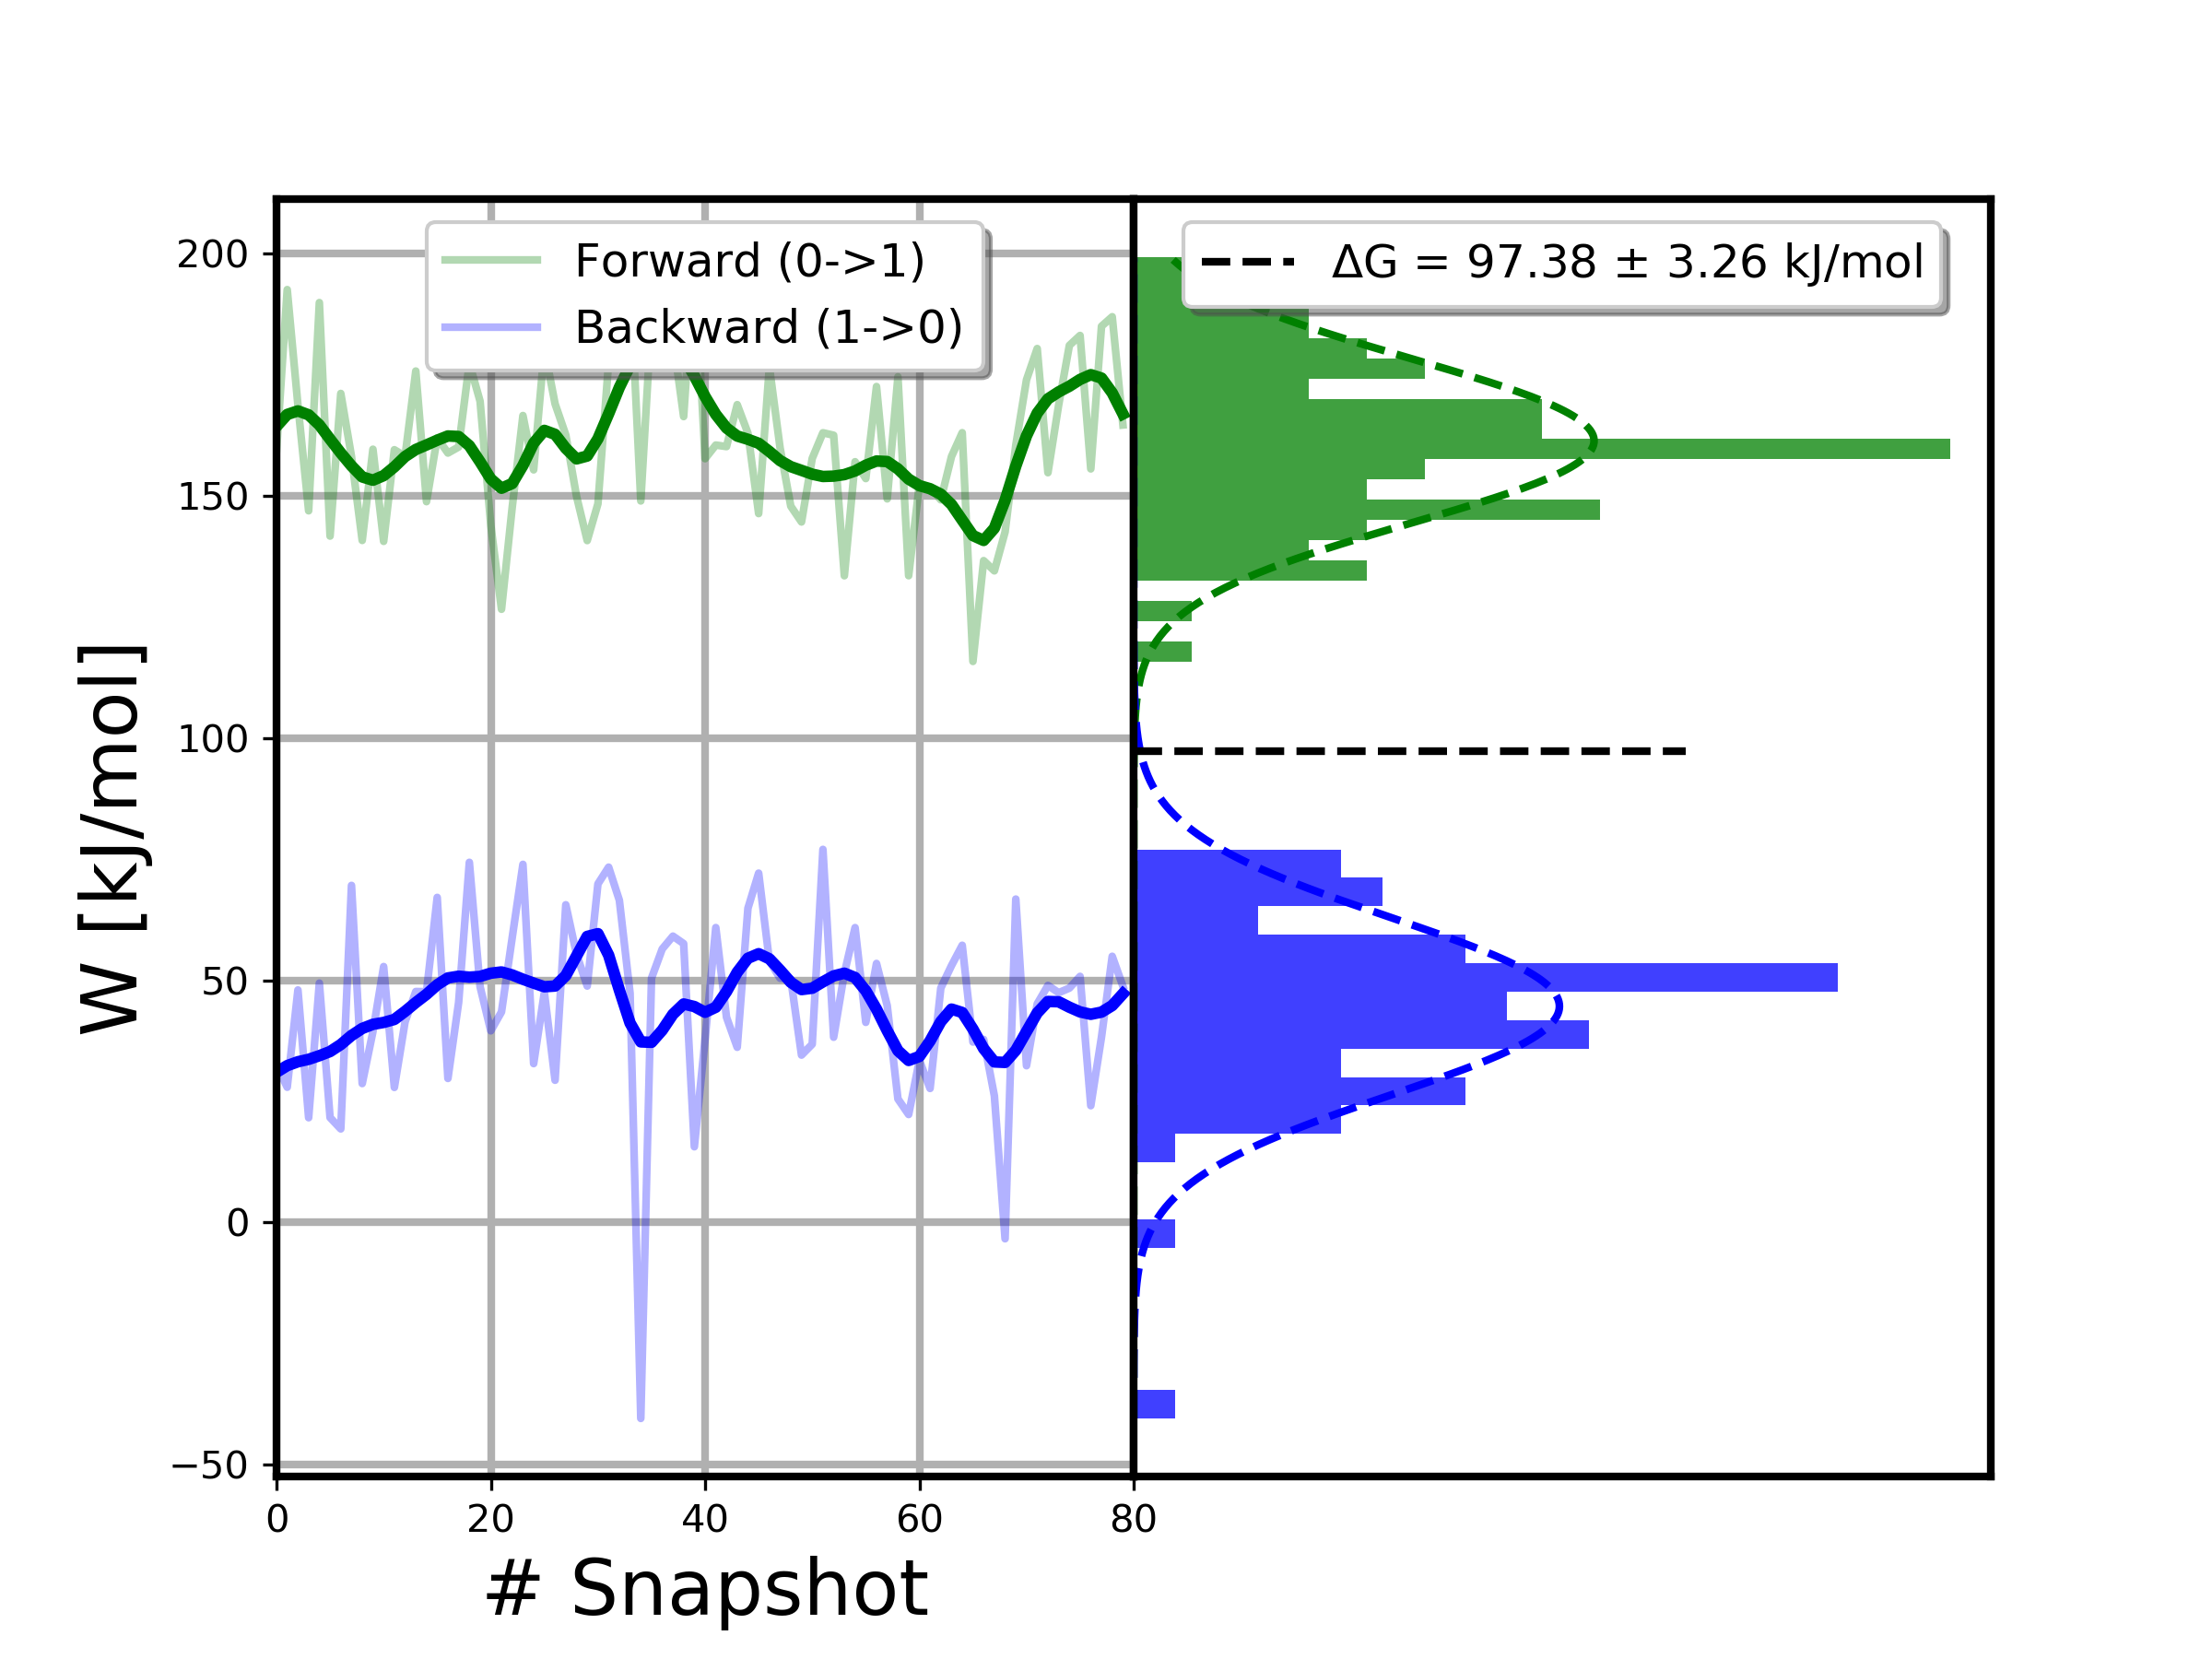 Forward (0->1)
Backward (1->0)
ΔG = 97.38 ± 3.26 kJ/mol
W [kJ/mol]
200
150
100
50
0
−50
0 20 40 60 80
# Snapshot